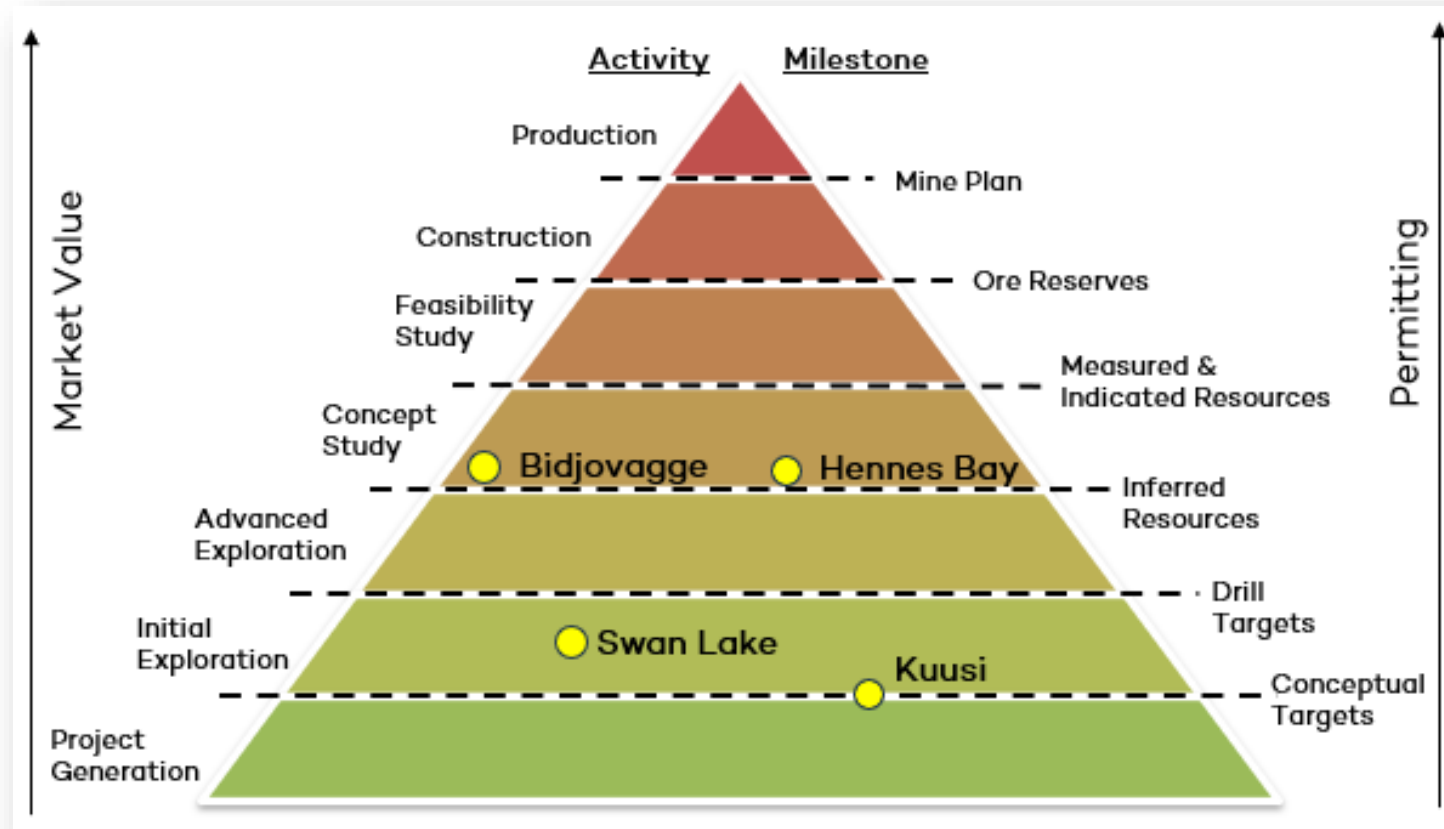 Activity Milestone
Production
Mine Plan
Construction
Ore Reserves
Feasibility
Study
Measured &
Indicated Resources
Concept
Study
Bidjovagge
Hennes Bay
Inferred
Resources
Advanced
Exploration
Drill
Targets
Initial
Exploration
Swan Lake
Kuusi
Conceptual
Targets
Project
Generation
Market Value
Permitting